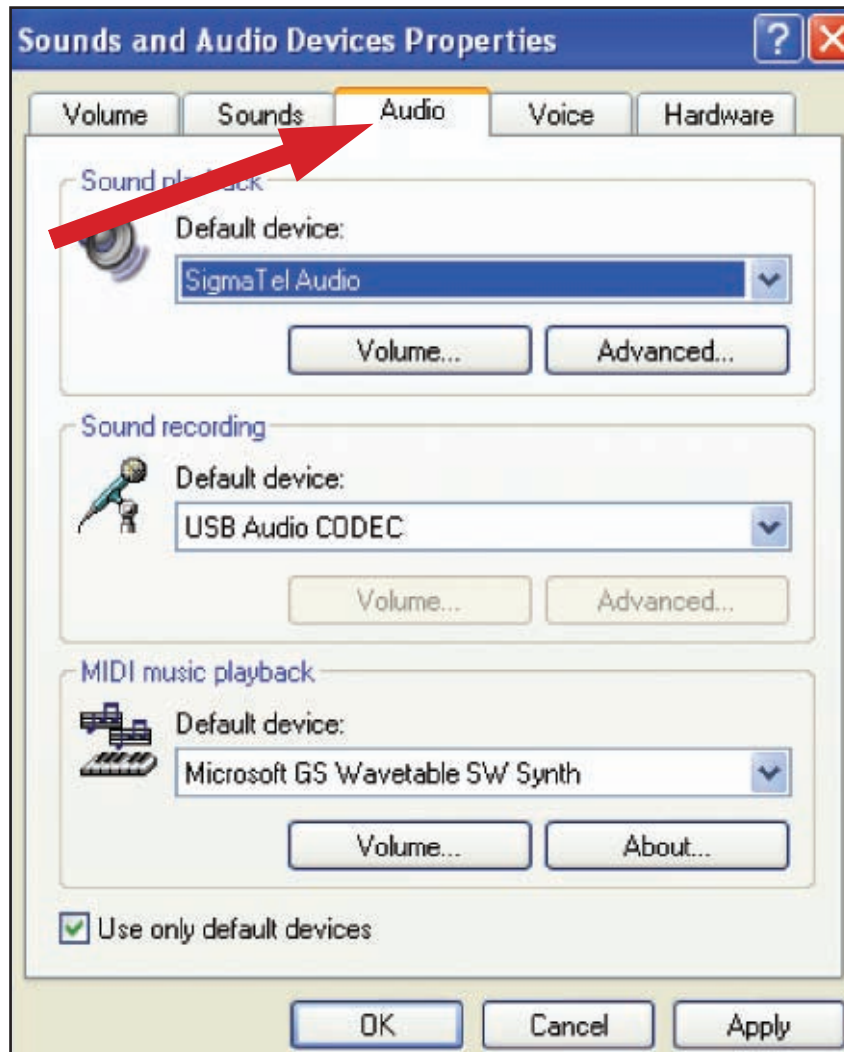 Sounds and Audio Devices Properties
Volume Sounds Audio Voice Hardware
Sound playback
Default device:
SigmaTel Audio
Volume... Advanced...
Sound recording
Default device:
USB Audio CODEC
Volume... Advanced...
MIDI music playback
Default device:
Microsoft GS Wavetable SW Synth
Volume... About...
Use only default devices
OK Cancel Apply